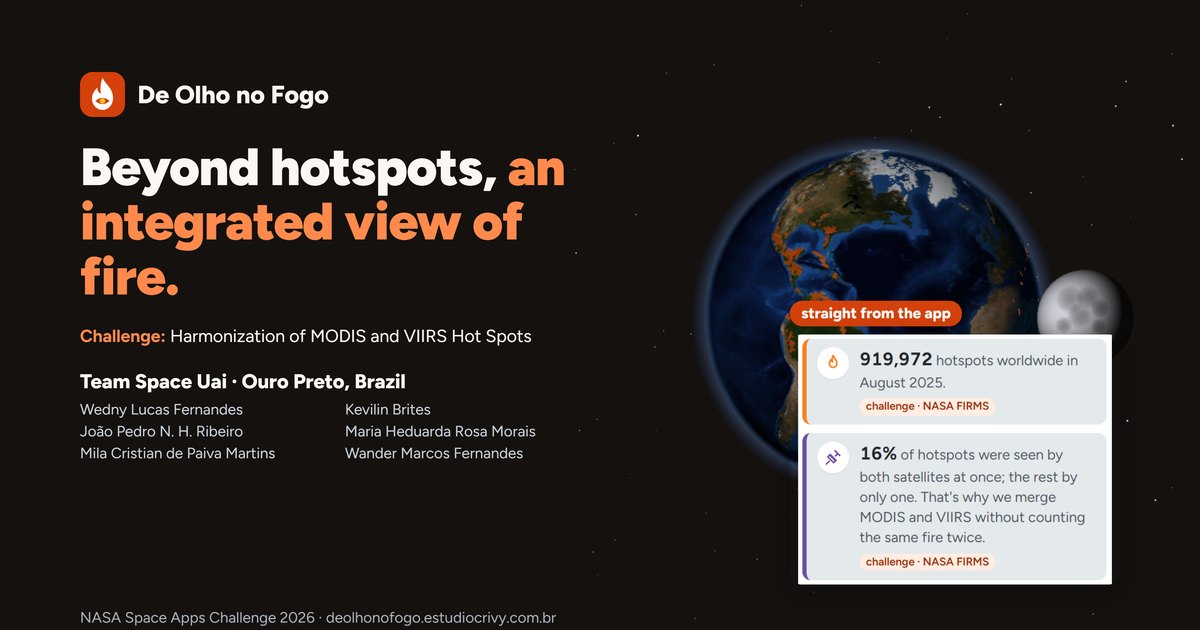 De Olho no Fogo
Beyond hotspots, an
integrated view of
fire.
Challenge: Harmonization of MODIS and VIIRS Hot Spots
Team Space Uai · Ouro Preto, Brazil
Wedny Lucas Fernandes
João Pedro N. H. Ribeiro
Mila Cristian de Paiva Martins
Kevilin Brites
Maria Heduarda Rosa Morais
Wander Marcos Fernandes
straight from the app
919,972 hotspots worldwide in
August 2025.
challenge · NASA FIRMS
16% of hotspots were seen by
both satellites at once; the rest by
only one. That's why we merge
MODIS and VIIRS without counting
the same fire twice.
challenge · NASA FIRMS
NASA Space Apps Challenge 2026 · deolhonofogo.estudiocrivy.com.br